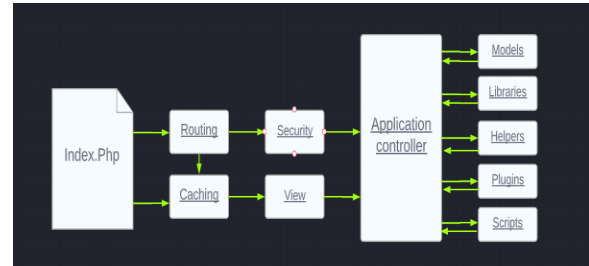 Index.Php
Routing
Security
Caching
View
Application
controller
Models
Libraries
Helpers
Plugins
Scripts